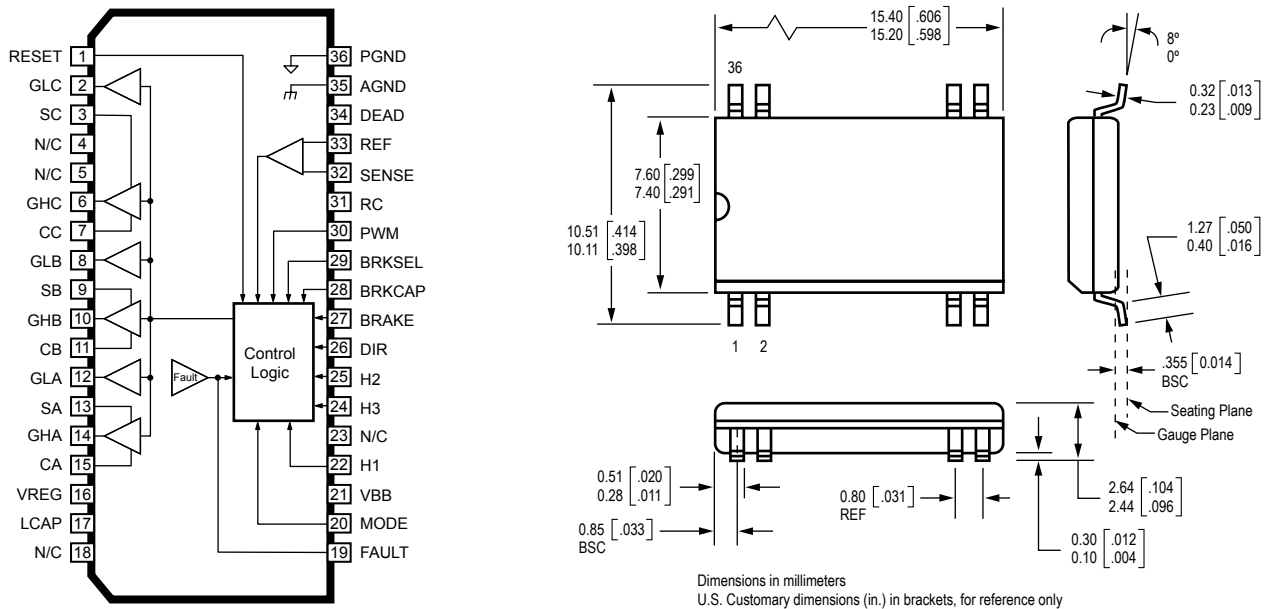 RESET 1
GLC 2
SC 3
N/C 4
N/C 5
GHC 6
CC 7
GLB 8
SB 9
GHB 10
CB 11
GLA 12
SA 13
GHA 14
CA 15
VREG 16
LCAP 17
N/C 18
36 PGND
35 AGND
34 DEAD
33 REF
32 SENSE
31 RC
30 PWM
29 BRKSEL
28 BRKCAP
27 BRAKE
26 DIR
25 H2
24 H3
23 N/C
22 H1
21 VBB
20 MODE
19 FAULT
Control
Logic
Fault
15.40 [.606]
15.20 [.598]
36
7.60 [.299]
7.40 [.291]
10.51 [.414]
10.11 [.398]
1 2
8º
0º
0.32 [.013]
0.23 [.009]
1.27 [.050]
0.40 [.016]
.355 [0.014]
BSC
Seating Plane
Gauge Plane
0.51 [.020]
0.28 [.011]
0.85 [.033]
BSC
0.80 [.031]
REF
2.64 [.104]
2.44 [.096]
0.30 [.012]
0.10 [.004]
Dimensions in millimeters
U.S. Customary dimensions (in.) in brackets, for reference only